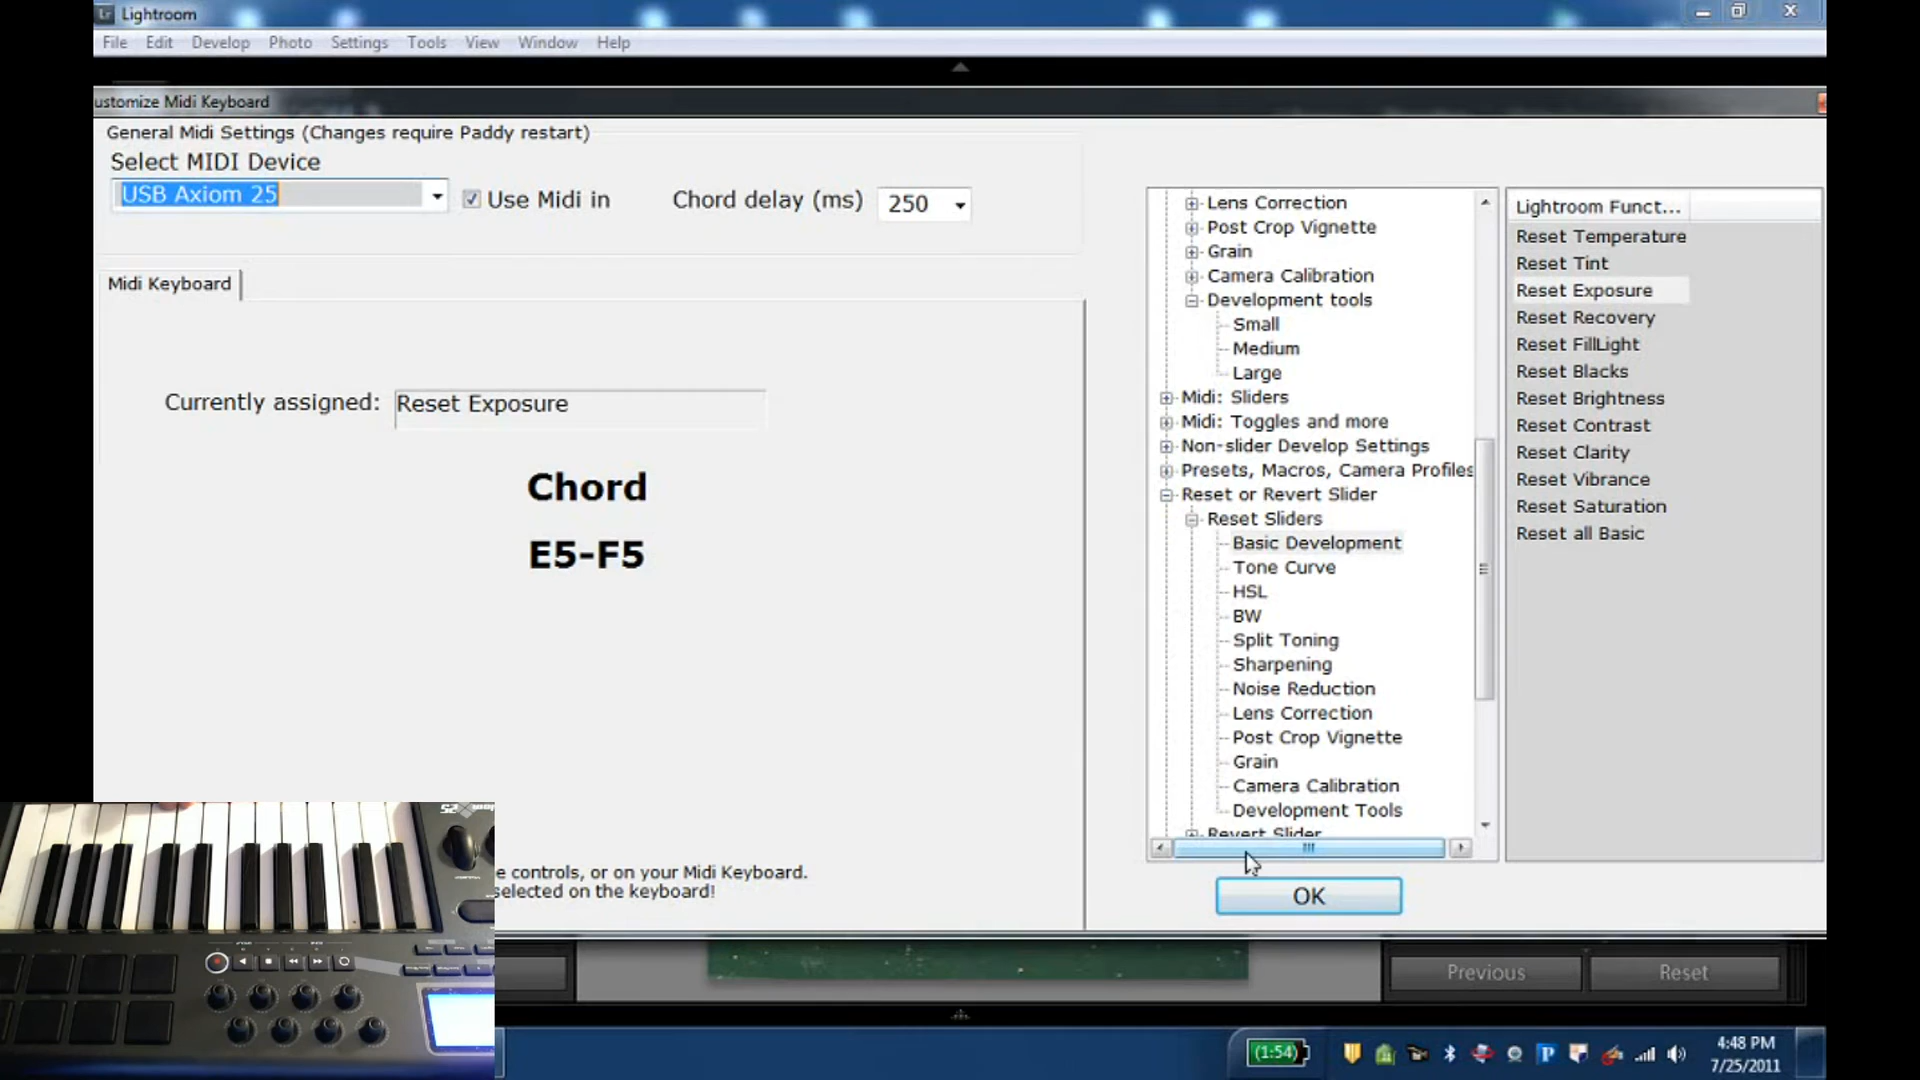 Lr Lightroom
File Edit Develop Photo Settings Tools View Window Help
ustomize Midi Keyboard
General Midi Settings (Changes require Paddy restart)
Select MIDI Device
USB Axiom 25
Use Midi in
Chord delay (ms)
250
Midi Keyboard
Currently assigned: Reset Exposure
Chord
E5-F5
e controls, or on your Midi Keyboard.
selected on the keyboard!
Lens Correction
Post Crop Vignette
Grain
Camera Calibration
Development tools
Small
Medium
Large
Midi: Sliders
Midi: Toggles and more
Non-slider Develop Settings
Presets, Macros, Camera Profiles
Reset or Revert Slider
Reset Sliders
Basic Development
Tone Curve
HSL
BW
Split Toning
Sharpening
Noise Reduction
Lens Correction
Post Crop Vignette
Grain
Camera Calibration
Development Tools
Revert Slider
OK
Lightroom Funct...
Reset Temperature
Reset Tint
Reset Exposure
Reset Recovery
Reset FillLight
Reset Blacks
Reset Brightness
Reset Contrast
Reset Clarity
Reset Vibrance
Reset Saturation
Reset all Basic
Previous
Reset
(1:54)
4:48 PM
7/25/2011